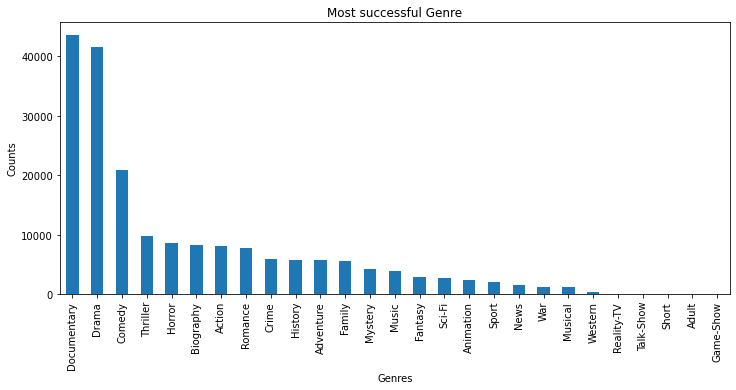 Most successful Genre
Counts
40000
30000
20000
10000
0
Documentary
Drama
Comedy
Thriller
Horror
Biography
Action
Romance
Crime
History
Adventure
Family
Mystery
Music
Fantasy
Sci-Fi
Animation
Sport
News
War
Musical
Western
Reality-TV
Talk-Show
Short
Adult
Game-Show
Genres